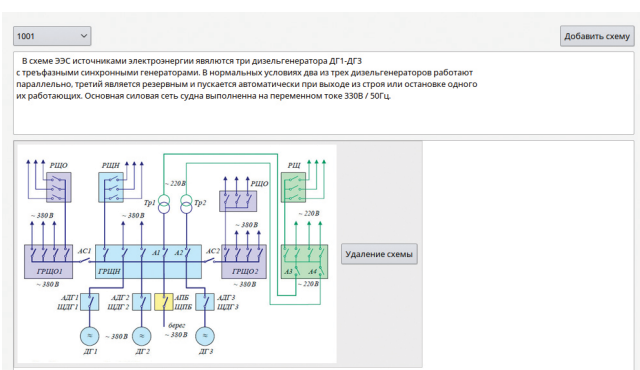 1001
Добавить схему
В схеме ЭЭС источниками электроэнергии явялются три дизельгенератора ДГ1-ДГ3
с треъфазными синхронными генераторами. В нормальных условиях два из трех дизельгенераторов работают
параллельно, третий является резервным и пускается автоматически при выходе из строя или остановке одного
их работающих. Основная силовая сеть судна выполненна на переменном токе 330В / 50Гц.
РЩО РЩН РЩО РЩ
~ 220 В
Тр1 Тр2
~ 380 В ~ 380 В ~ 380 В ~ 220 В
АС1 А1 А2 АС2 А3 А4
ГРЩО1 ГРЩН ГРЩО2
~ 380 В ~ 380 В ~ 220 В
АДГ1 АДГ2 АПБ АДГ3
ЩДГ1 ЩДГ2 ЩПБ ЩДГ3
берег
≈ ~ 380 В ≈ ~ 380 В ≈
ДГ1 ДГ2 ДГ3
Удаление схемы